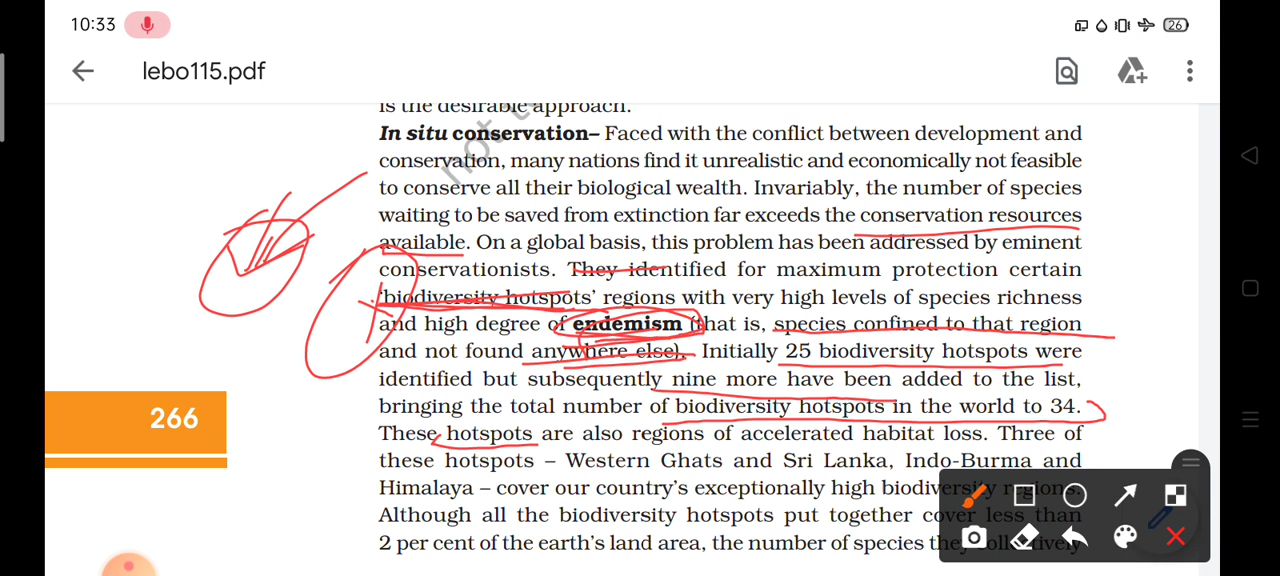 10:33
26
lebo115.pdf
is the desirable approach.
In situ conservation– Faced with the conflict between development and
conservation, many nations find it unrealistic and economically not feasible
to conserve all their biological wealth. Invariably, the number of species
waiting to be saved from extinction far exceeds the conservation resources
available. On a global basis, this problem has been addressed by eminent
conservationists. They identified for maximum protection certain
'biodiversity hotspots' regions with very high levels of species richness
and high degree of endemism (that is, species confined to that region
and not found anywhere else). Initially 25 biodiversity hotspots were
identified but subsequently nine more have been added to the list,
bringing the total number of biodiversity hotspots in the world to 34.
266
These hotspots are also regions of accelerated habitat loss. Three of
these hotspots – Western Ghats and Sri Lanka, Indo-Burma and
Himalaya – cover our country's exceptionally high biodiversity regions.
Although all the biodiversity hotspots put together cover less than
2 per cent of the earth's land area, the number of species they collectively
not t